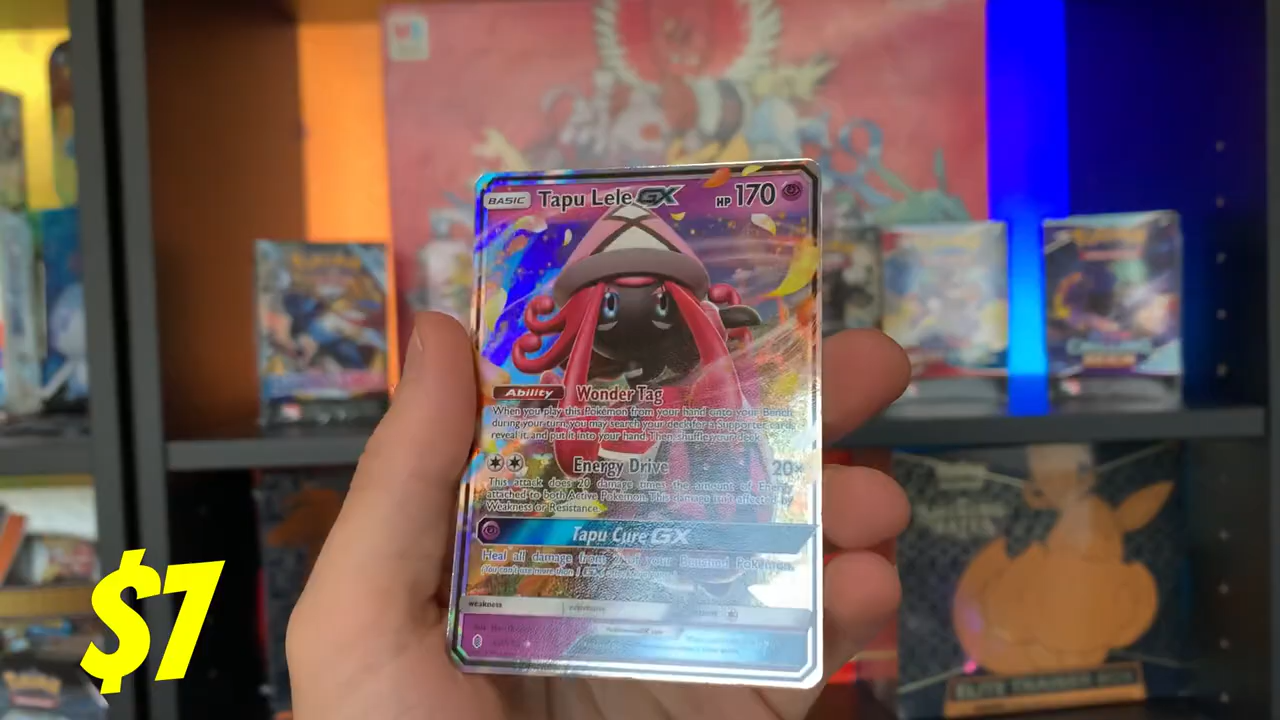 BASIC Tapu Lele GX HP 170
Ability Wonder Tag
When you play this Pokémon from your hand onto your Bench
during your turn, you may search your deck for a Supporter card,
reveal it, and put it into your hand. Then, shuffle your deck.
Energy Drive 20×
This attack does 20 damage times the amount of Energy
attached to both Active Pokémon. This damage isn't affected by
Weakness or Resistance.
Tapu Cure GX
Heal all damage from 2 of your Benched Pokémon.
(You can't use more than 1 GX
weakness
$7
ELITE TRAINER BOX